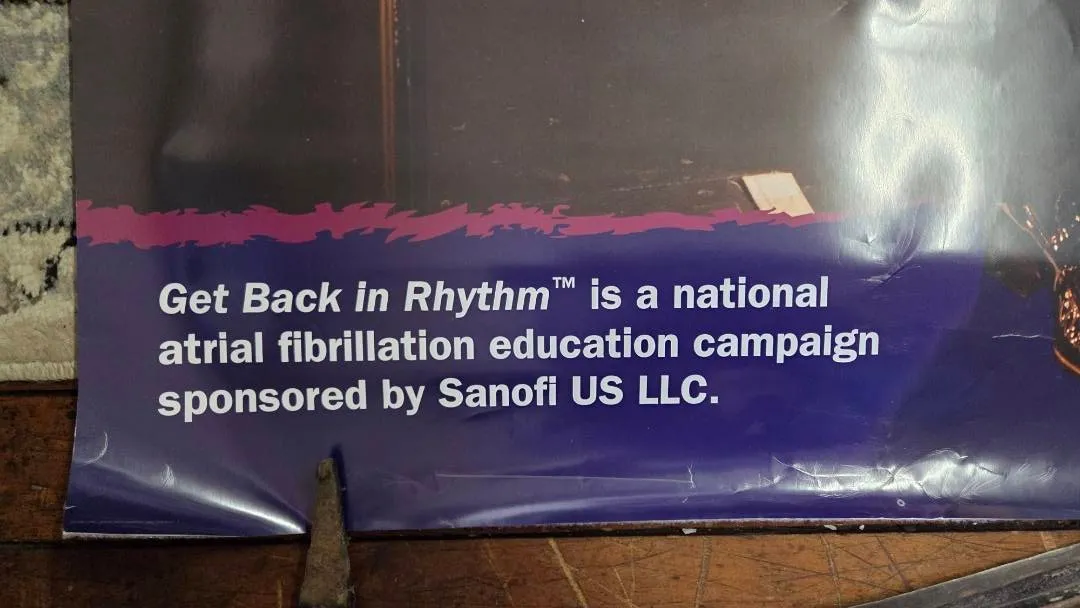 Get Back in Rhythm™ is a national
atrial fibrillation education campaign
sponsored by Sanofi US LLC.